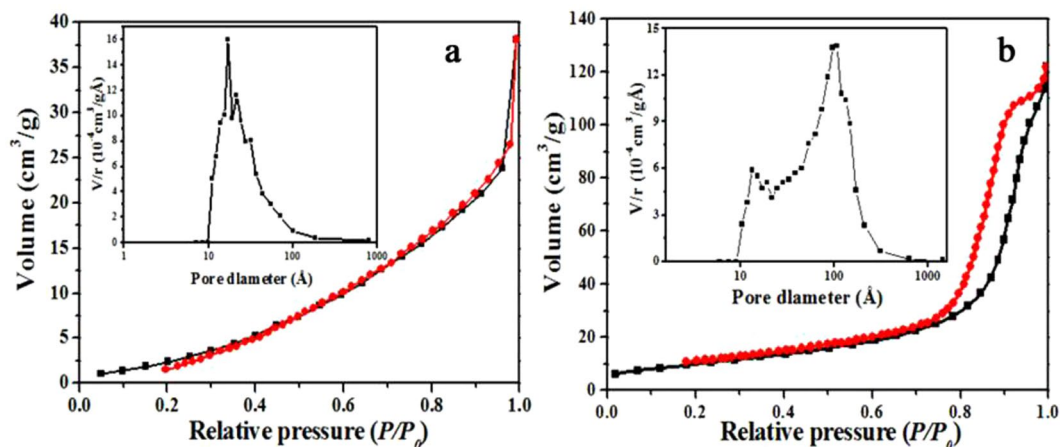 a
Volume (cm³/g)
40
35
30
25
20
15
10
5
0
0.0 0.2 0.4 0.6 0.8 1.0
Relative pressure (P/P₀)
V/r (10⁻⁴cm³/gÅ)
16
14
12
10
8
6
4
2
0
1 10 100 1000
Pore dlameter (Å)
b
Volume (cm³/g)
140
120
100
80
60
40
20
0
0.0 0.2 0.4 0.6 0.8 1.0
Relative pressure (P/P₀)
V/r (10⁻⁴cm³/gÅ)
15
12
9
6
3
0
10 100 1000
Pore dlameter (Å)